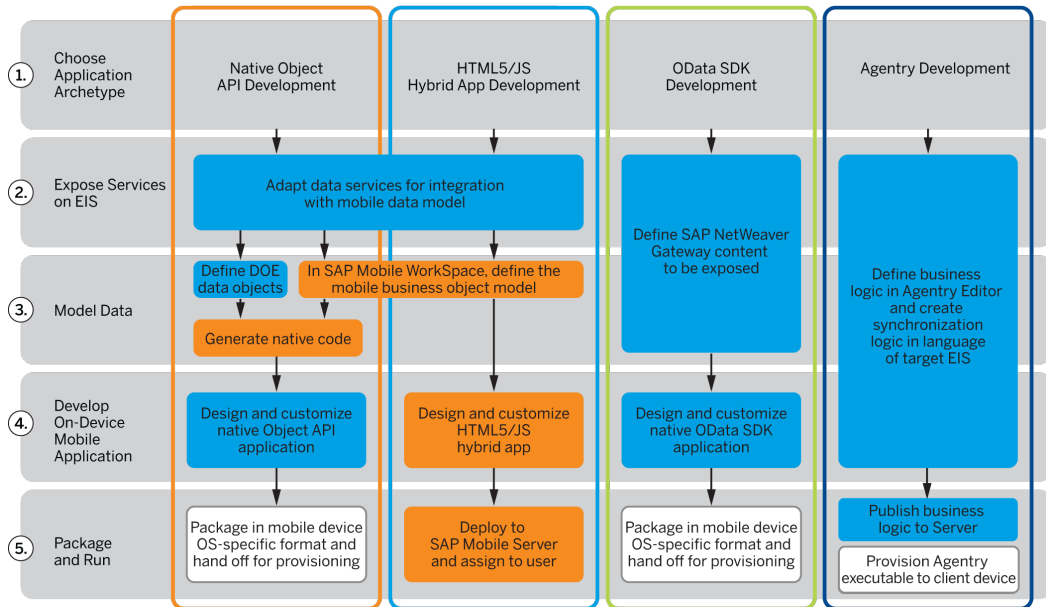 1.
Choose
Application
Archetype
Native Object
API Development
HTML5/JS
Hybrid App Development
OData SDK
Development
Agentry Development
2.
Expose Services
on EIS
Adapt data services for integration
with mobile data model
Define SAP NetWeaver
Gateway content
to be exposed
Define business
logic in Agentry Editor
and create
synchronization
logic in language
of target EIS
3.
Model Data
Define DOE
data objects
In SAP Mobile WorkSpace, define the
mobile business object model
Generate native code
4.
Develop
On-Device
Mobile
Application
Design and customize
native Object API
application
Design and customize
HTML5/JS
hybrid app
Design and customize
native OData SDK
application
5.
Package
and Run
Package in mobile device
OS-specific format and
hand off for provisioning
Deploy to
SAP Mobile Server
and assign to user
Package in mobile device
OS-specific format and
hand off for provisioning
Publish business
logic to Server
Provision Agentry
executable to client device